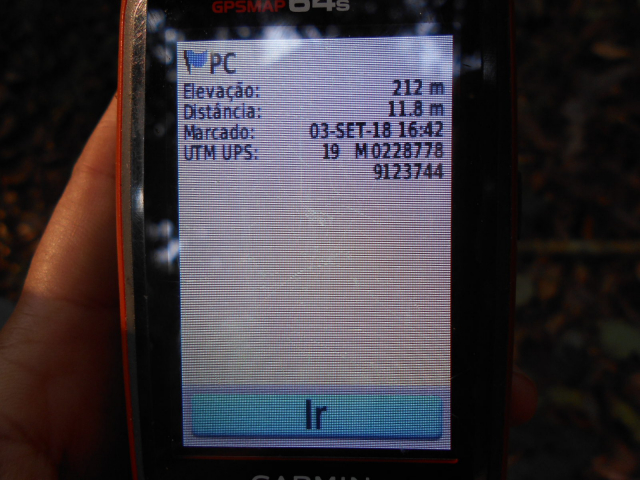 GPSMAP 64s
PC
Elevação: 212 m
Distância: 11.8 m
Marcado: 03-SET-18 16:42
UTM UPS: 19 M 0228778
9123744
Ir
GARMIN